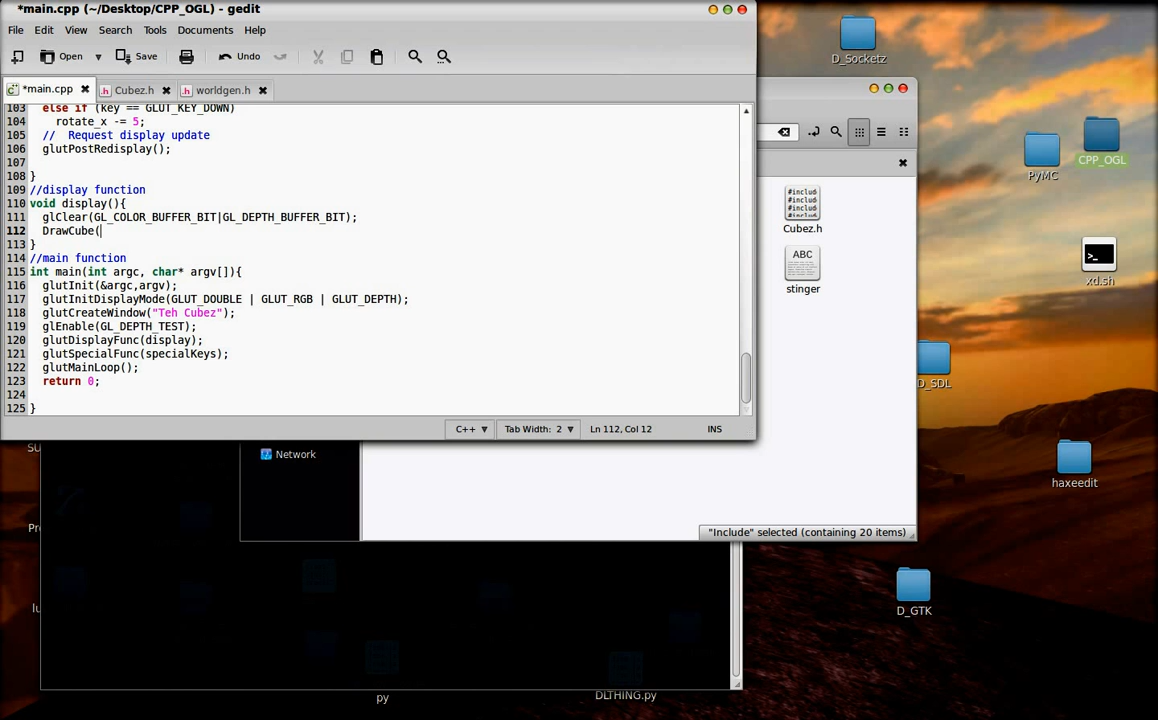 *main.cpp (~/Desktop/CPP_OGL) - gedit
File Edit View Search Tools Documents Help
Open Save Undo
*main.cpp Cubez.h worldgen.h
103 else if (key == GLUT_KEY_DOWN)
104 rotate_x -= 5;
105 //  Request display update
106 glutPostRedisplay();
107
108 }
109 //display function
110 void display(){
111 glClear(GL_COLOR_BUFFER_BIT|GL_DEPTH_BUFFER_BIT);
112 DrawCube(
113 }
114 //main function
115 int main(int argc, char* argv[]){
116 glutInit(&argc,argv);
117 glutInitDisplayMode(GLUT_DOUBLE | GLUT_RGB | GLUT_DEPTH);
118 glutCreateWindow("Teh Cubez");
119 glEnable(GL_DEPTH_TEST);
120 glutDisplayFunc(display);
121 glutSpecialFunc(specialKeys);
122 glutMainLoop();
123 return 0;
124
125 }
C++ Tab Width: 2 Ln 112, Col 12 INS
#includ
#includ
#includ
#includ
Cubez.h
ABC
stinger
Network
"Include" selected (containing 20 items)
D_Socketz
PyMC
CPP_OGL
>_
xd.sh
D_SDL
haxeedit
D_GTK
py
DLTHING.py